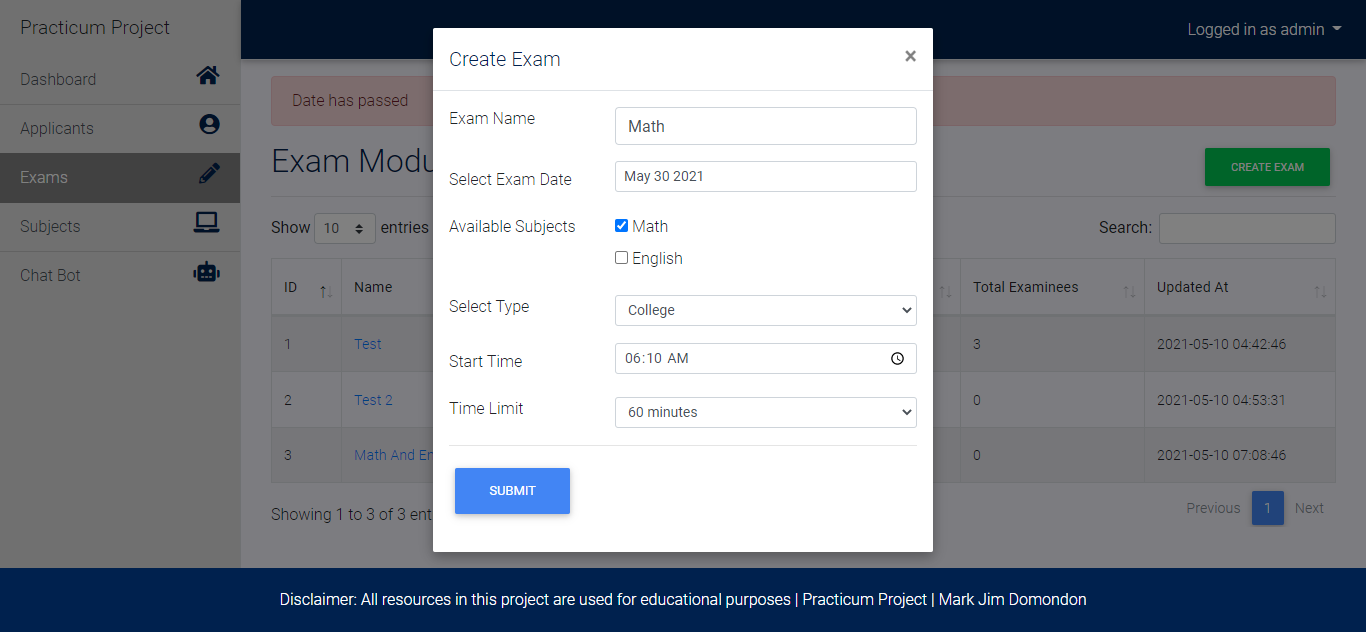 Practicum Project
Logged in as admin
Dashboard
Applicants
Exams
Subjects
Chat Bot
Date has passed
Exam Modu
CREATE EXAM
Show 10 entries
Search:
ID Name Total Examinees Updated At
1 Test 3 2021-05-10 04:42:46
2 Test 2 0 2021-05-10 04:53:31
3 Math And En 0 2021-05-10 07:08:46
Showing 1 to 3 of 3 ent
Previous 1 Next
Create Exam ×
Exam Name Math
Select Exam Date May 30 2021
Available Subjects Math
English
Select Type College
Start Time 06:10 AM
Time Limit 60 minutes
SUBMIT
Disclaimer: All resources in this project are used for educational purposes | Practicum Project | Mark Jim Domondon